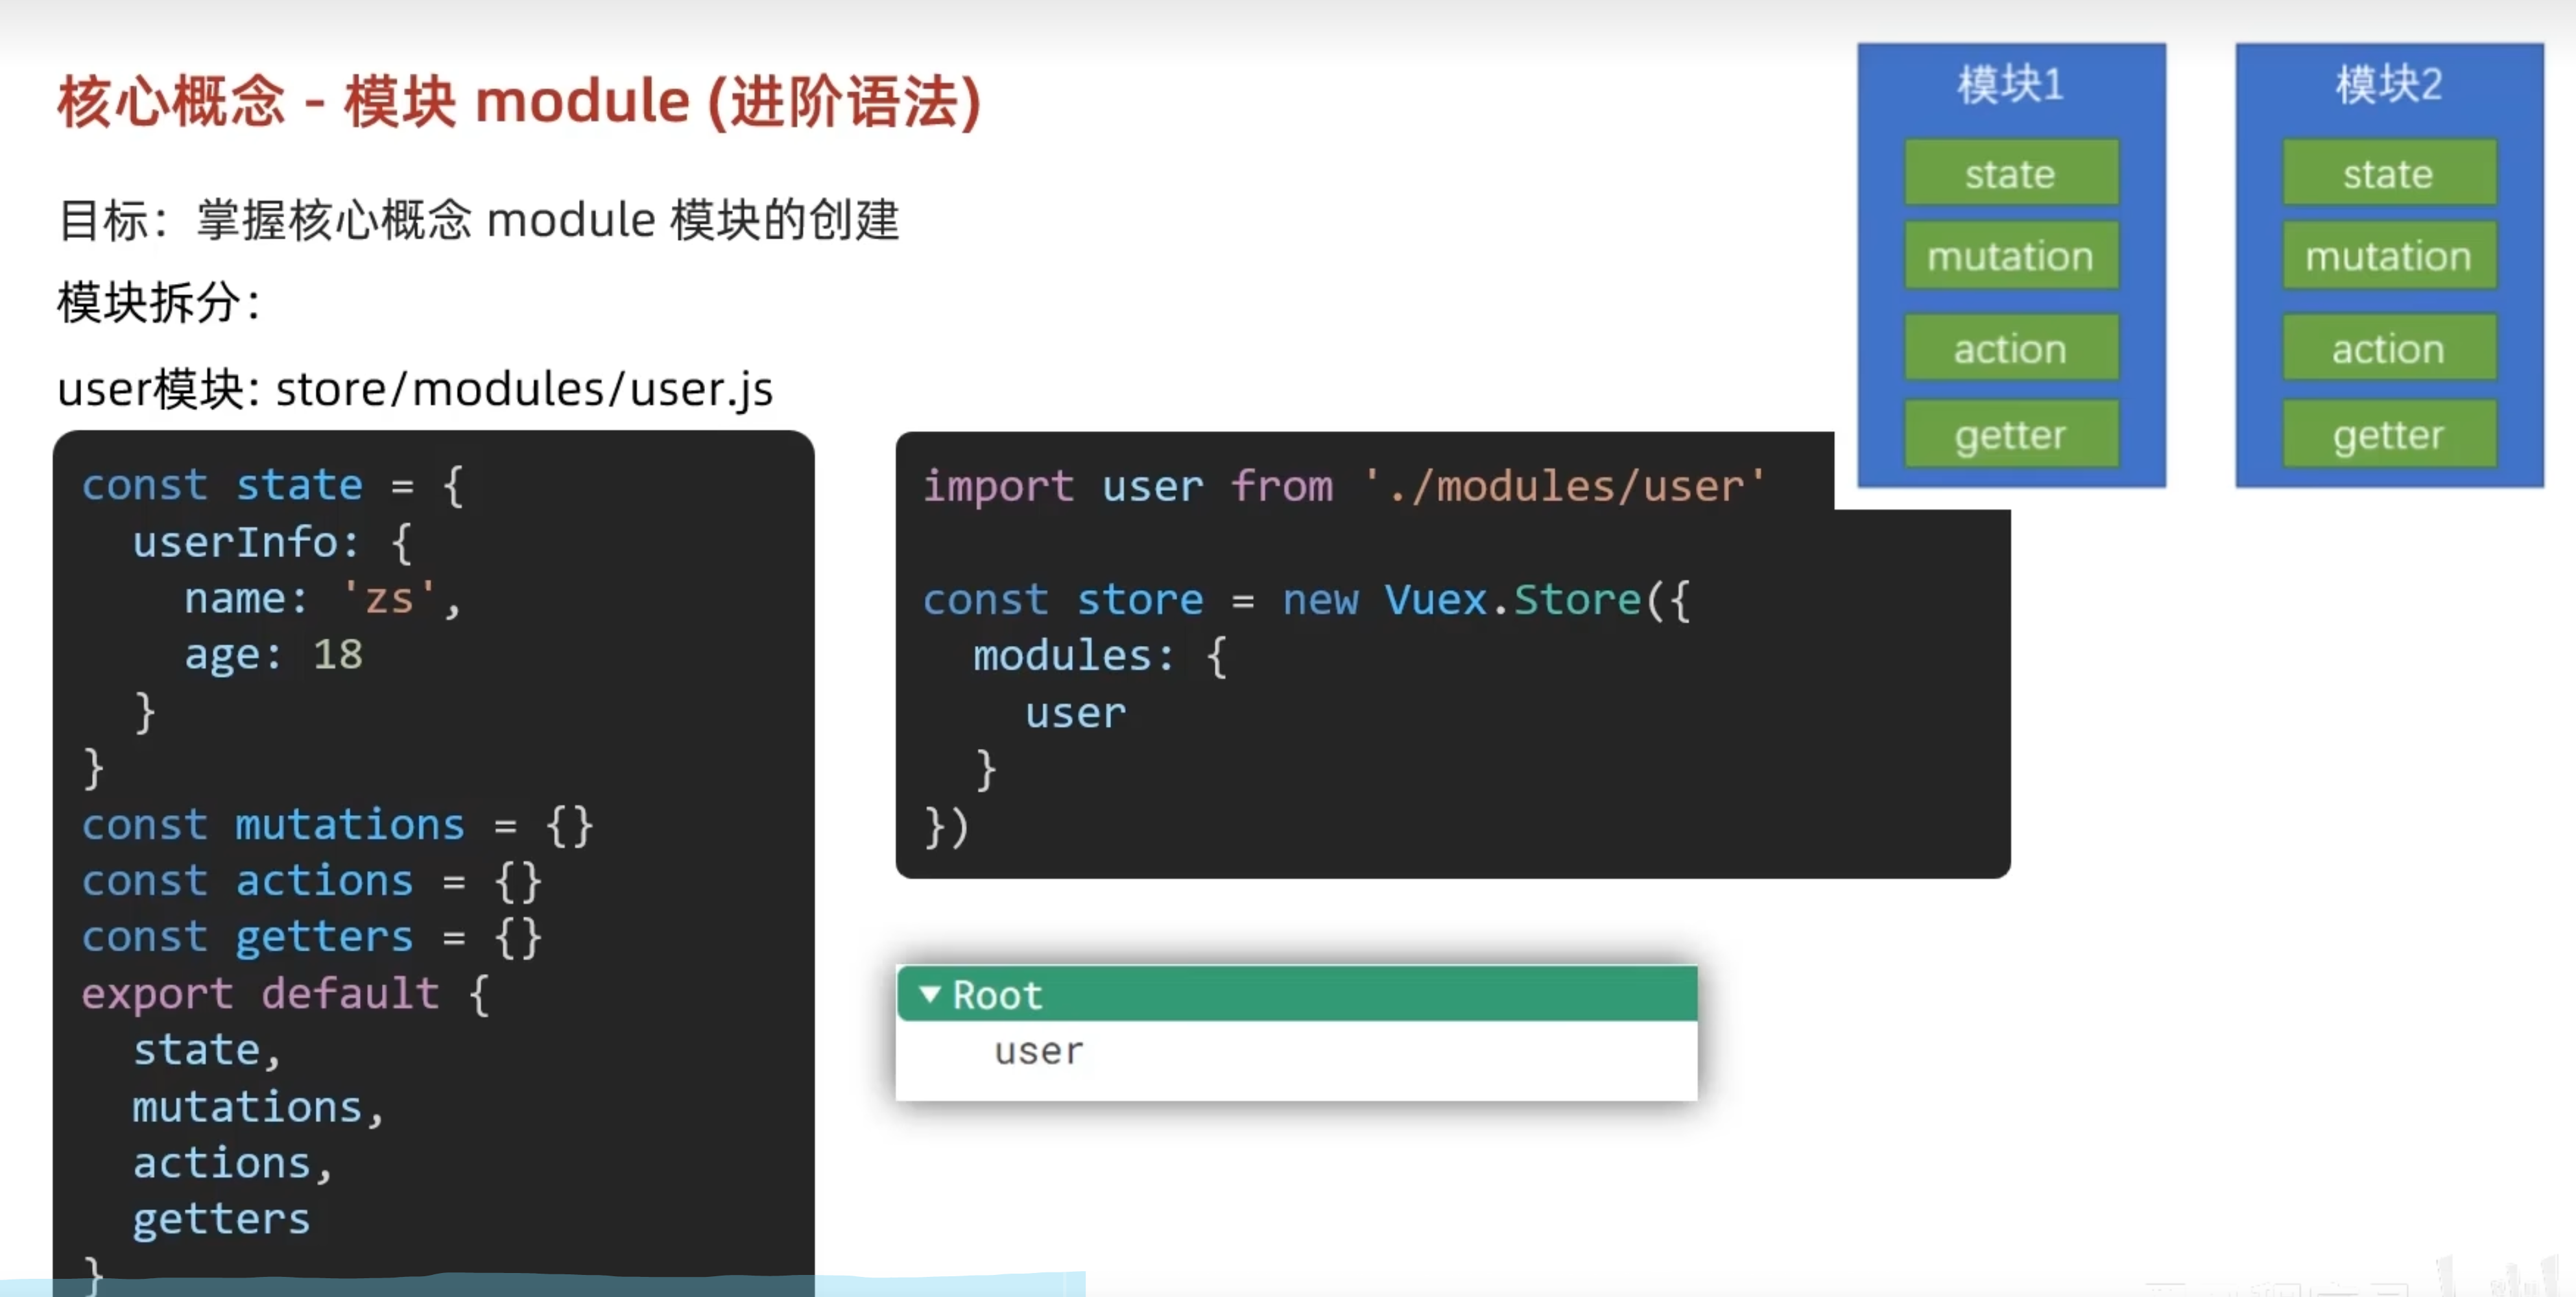 核心概念 - 模块 module (进阶语法)
目标：掌握核心概念 module 模块的创建
模块拆分：
user模块: store/modules/user.js
const state = {
  userInfo: {
    name: 'zs',
    age: 18
  }
}
const mutations = {}
const actions = {}
const getters = {}
export default {
  state,
  mutations,
  actions,
  getters
}
import user from './modules/user'
const store = new Vuex.Store({
  modules: {
    user
  }
})
▼ Root
user
模块1
state
mutation
action
getter
模块2
state
mutation
action
getter